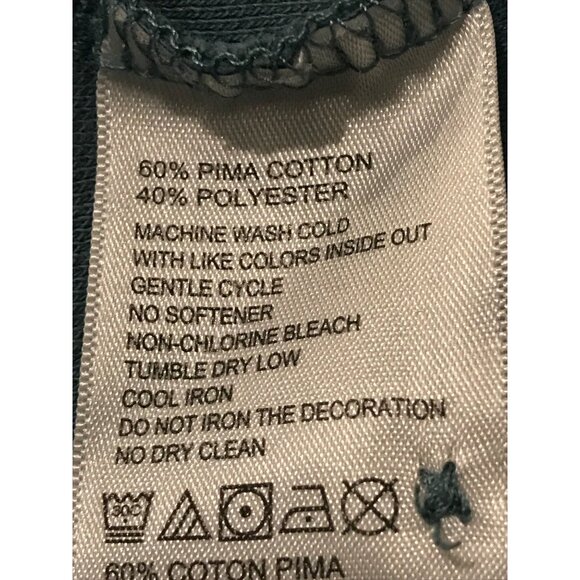 60% PIMA COTTON
40% POLYESTER
MACHINE WASH COLD
WITH LIKE COLORS INSIDE OUT
GENTLE CYCLE
NO SOFTENER
NON-CHLORINE BLEACH
TUMBLE DRY LOW
COOL IRON
DO NOT IRON THE DECORATION
NO DRY CLEAN
30C
60% COTON PIMA